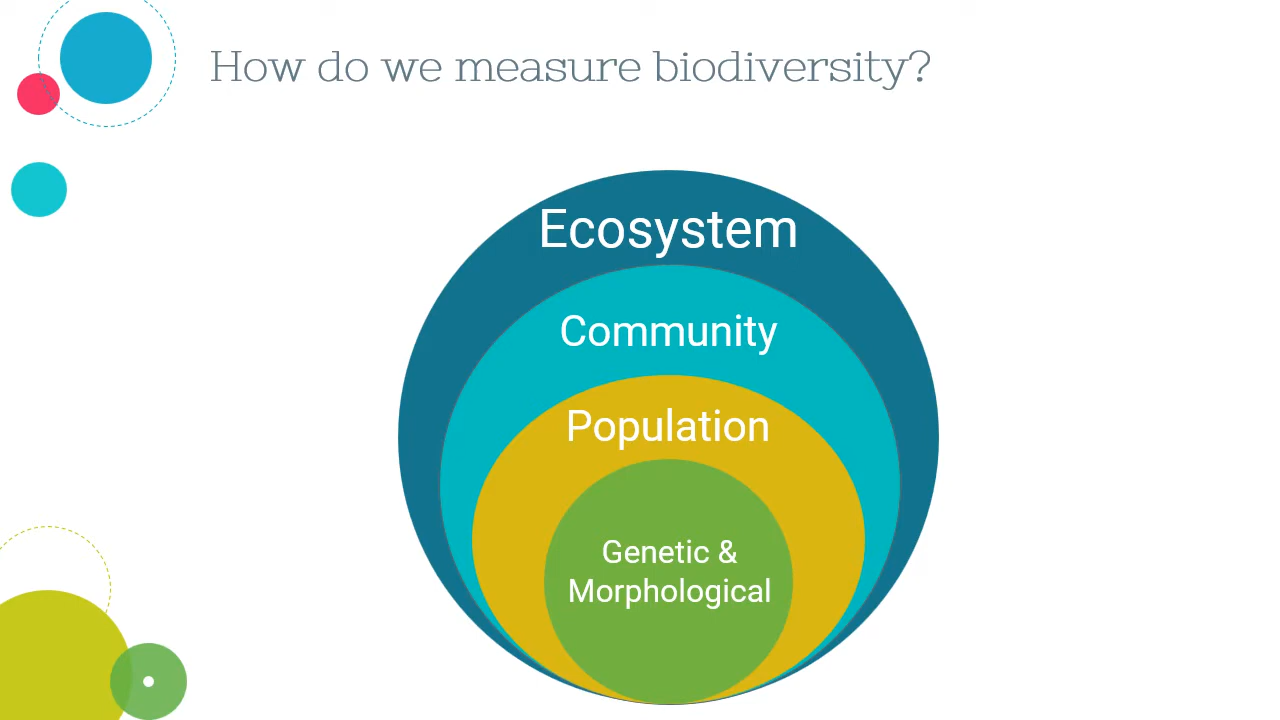 How do we measure biodiversity?
Ecosystem
Community
Population
Genetic &
Morphological